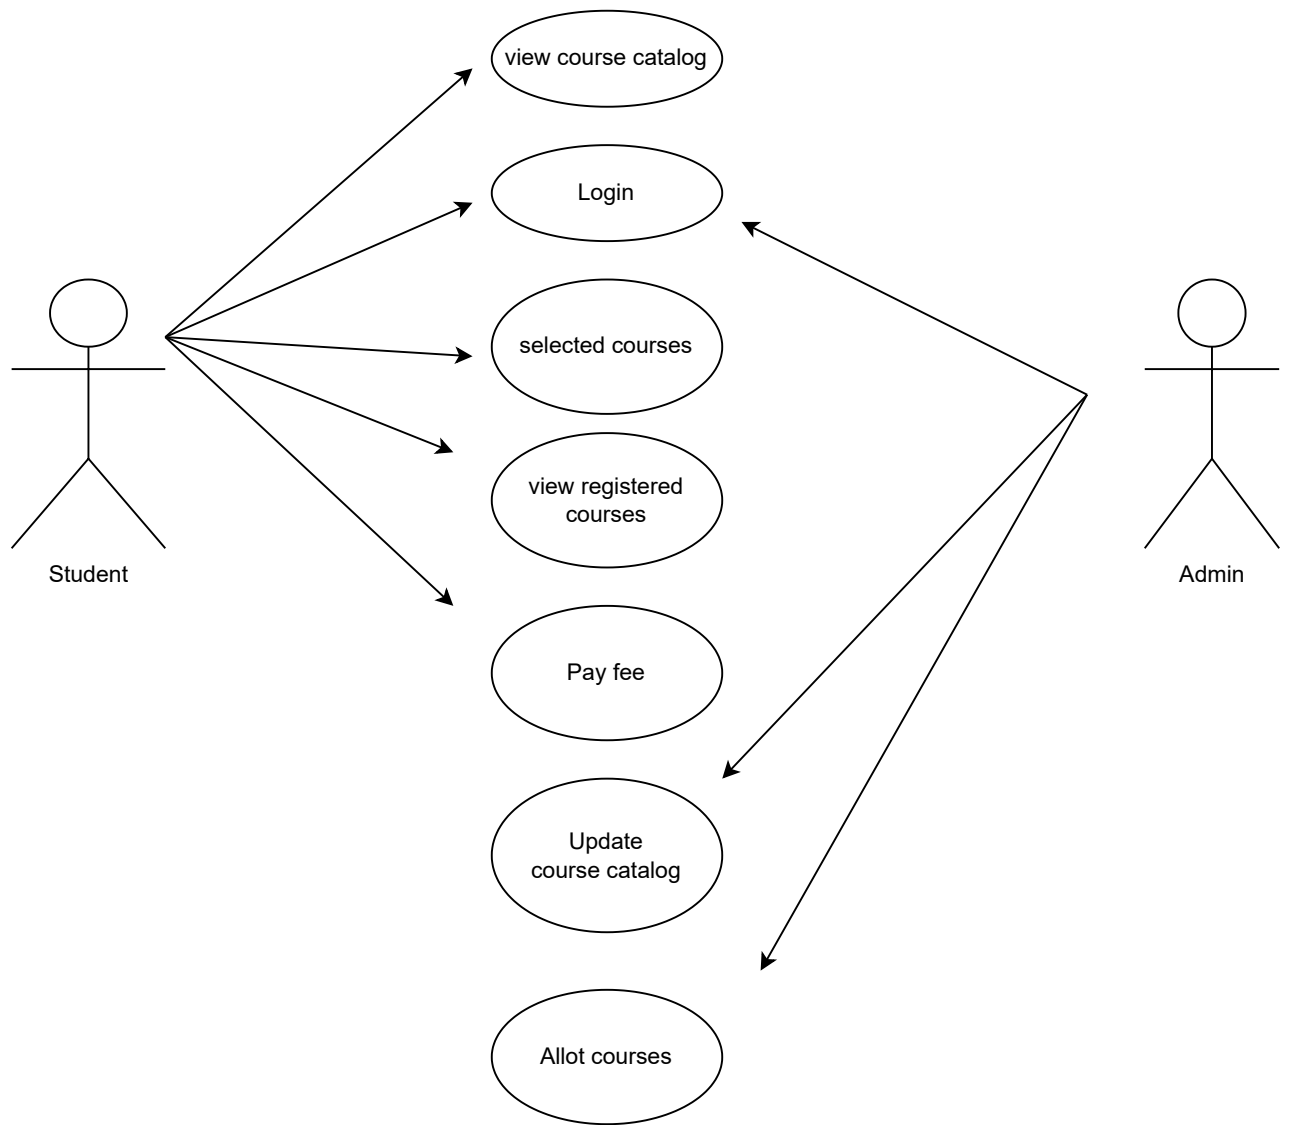 view course catalog
Login
selected courses
view registered
courses
Student
Admin
Pay fee
Update
course catalog
Allot courses